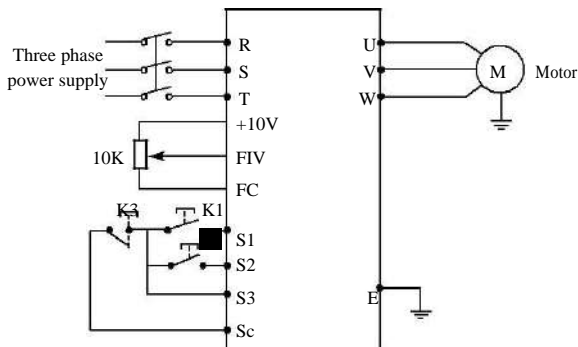 Three phase
power supply
R
S
T
U
V
W
M
Motor
+10V
10K
FIV
FC
K3
K1
S1
S2
S3
Sc
E